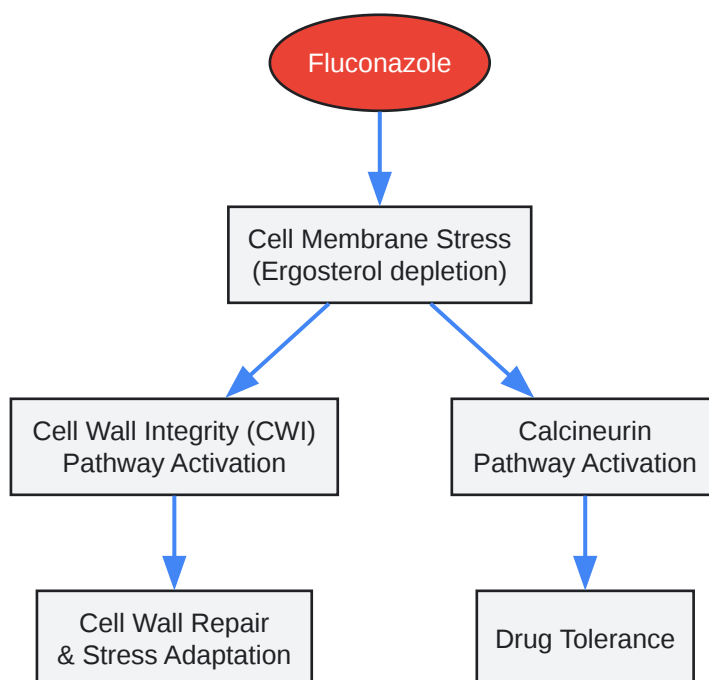 Fluconazole
Cell Membrane Stress
(Ergosterol depletion)
Cell Wall Integrity (CWI)
Pathway Activation
Calcineurin
Pathway Activation
Cell Wall Repair
& Stress Adaptation
Drug Tolerance